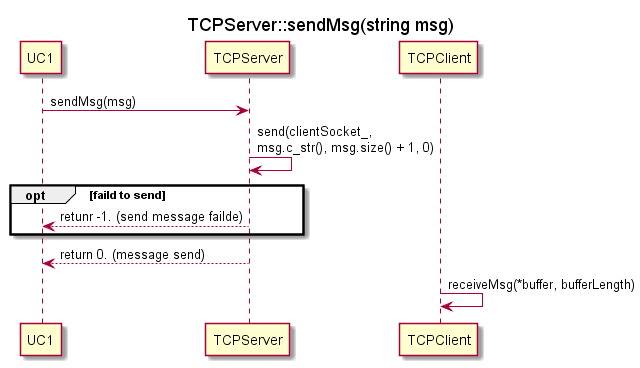 TCPServer::sendMsg(string msg)
UC1
TCPServer
TCPClient
sendMsg(msg)
send(clientSocket_,
msg.c_str(), msg.size() + 1, 0)
opt
[faild to send]
retunr -1. (send message failde)
return 0. (message send)
receiveMsg(*buffer, bufferLength)
UC1
TCPServer
TCPClient